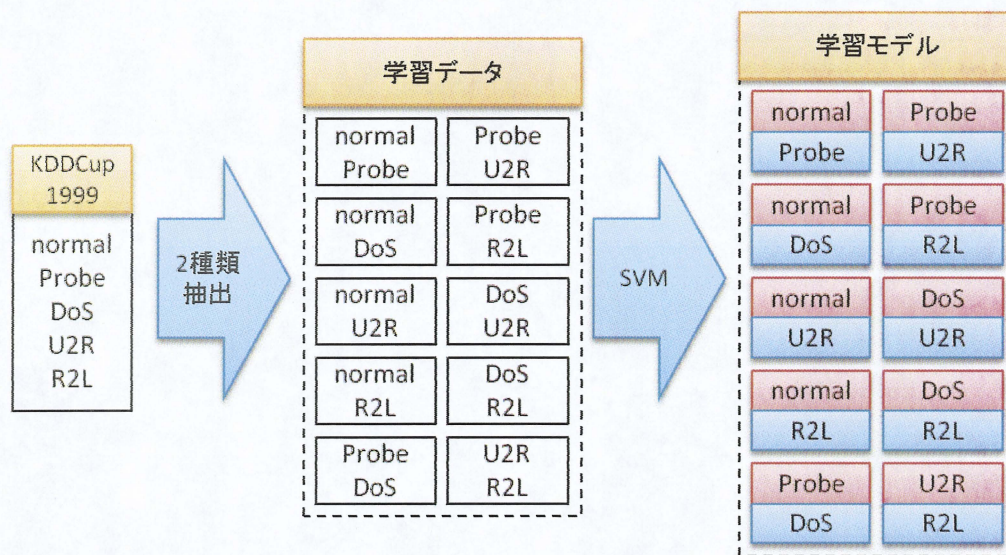 KDDCup
1999
normal
Probe
DoS
U2R
R2L
2種類
抽出
学習データ
normal
Probe
Probe
U2R
normal
DoS
Probe
R2L
normal
U2R
DoS
U2R
normal
R2L
DoS
R2L
Probe
DoS
U2R
R2L
SVM
学習モデル
normal
Probe
Probe
U2R
normal
DoS
Probe
R2L
normal
U2R
DoS
U2R
normal
R2L
DoS
R2L
Probe
DoS
U2R
R2L